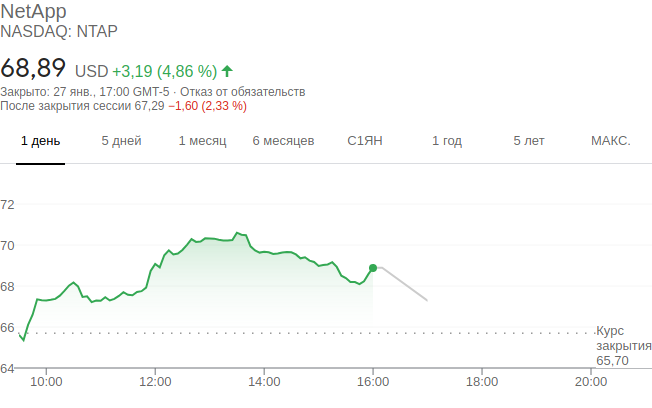 NetApp
NASDAQ: NTAP
68,89 USD +3,19 (4,86 %)
Закрыто: 27 янв., 17:00 GMT-5 · Отказ от обязательств
После закрытия сессии 67,29 −1,60 (2,33 %)
1 день 5 дней 1 месяц 6 месяцев С1ЯН 1 год 5 лет МАКС.
72
70
68
66
Курс
закрытия
65,70
64
10:00 12:00 14:00 16:00 18:00 20:00